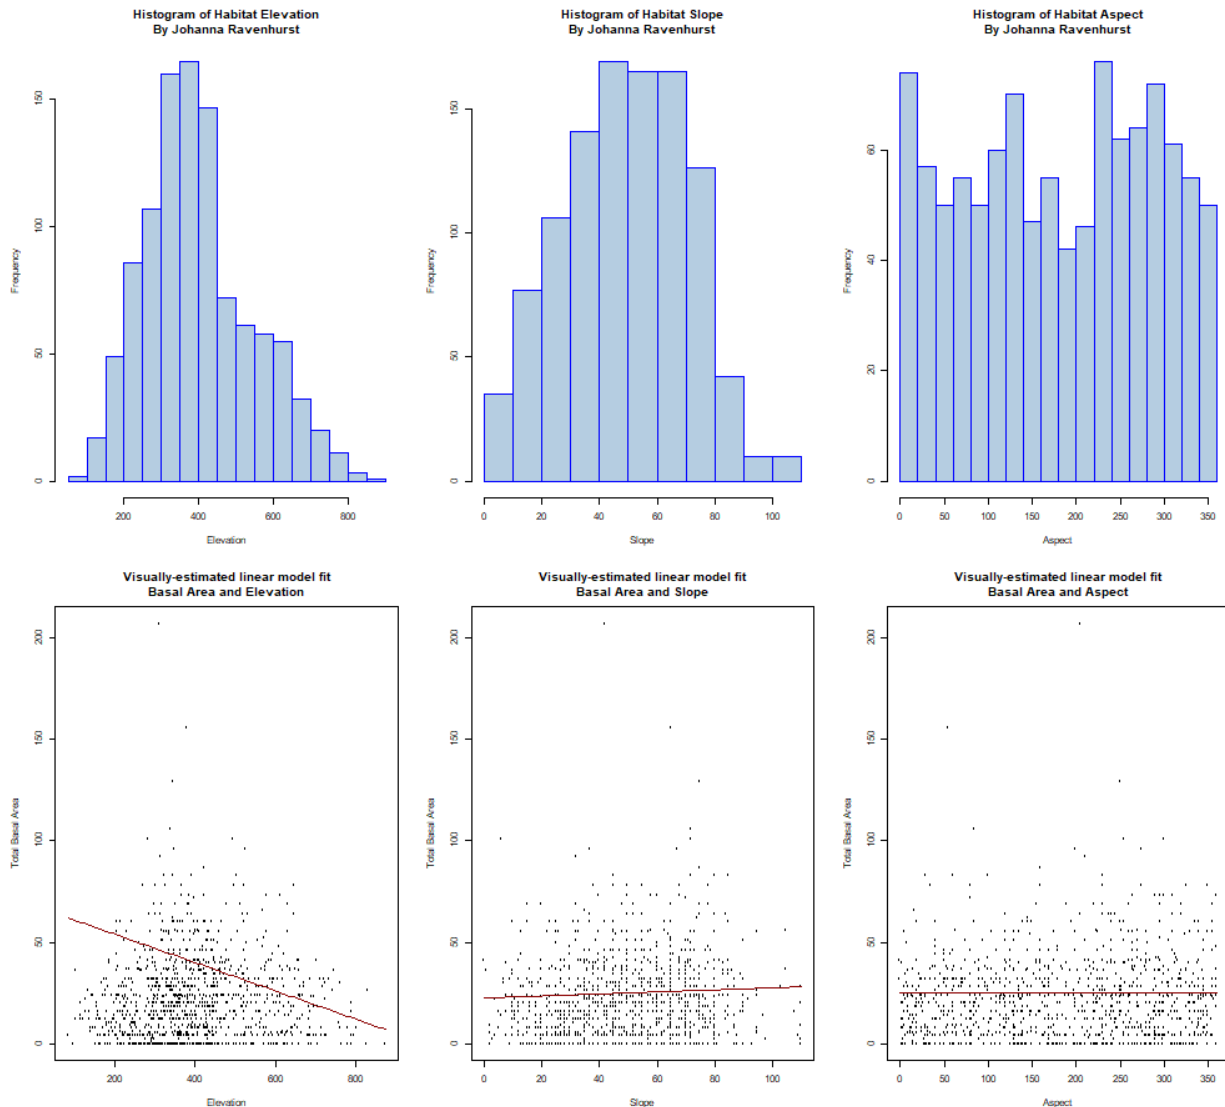 Histogram of Habitat Elevation
By Johanna Ravenhurst
Frequency
0
50
100
150
200
400
600
800
Elevation
Histogram of Habitat Slope
By Johanna Ravenhurst
Frequency
0
50
100
150
0
20
40
60
80
100
Slope
Histogram of Habitat Aspect
By Johanna Ravenhurst
Frequency
0
20
40
60
0
50
100
150
200
250
300
350
Aspect
Visually-estimated linear model fit
Basal Area and Elevation
Total Basal Area
0
50
100
150
200
200
400
600
800
Elevation
Visually-estimated linear model fit
Basal Area and Slope
Total Basal Area
0
50
100
150
200
0
20
40
60
80
100
Slope
Visually-estimated linear model fit
Basal Area and Aspect
Total Basal Area
0
50
100
150
200
0
50
100
150
200
250
300
350
Aspect